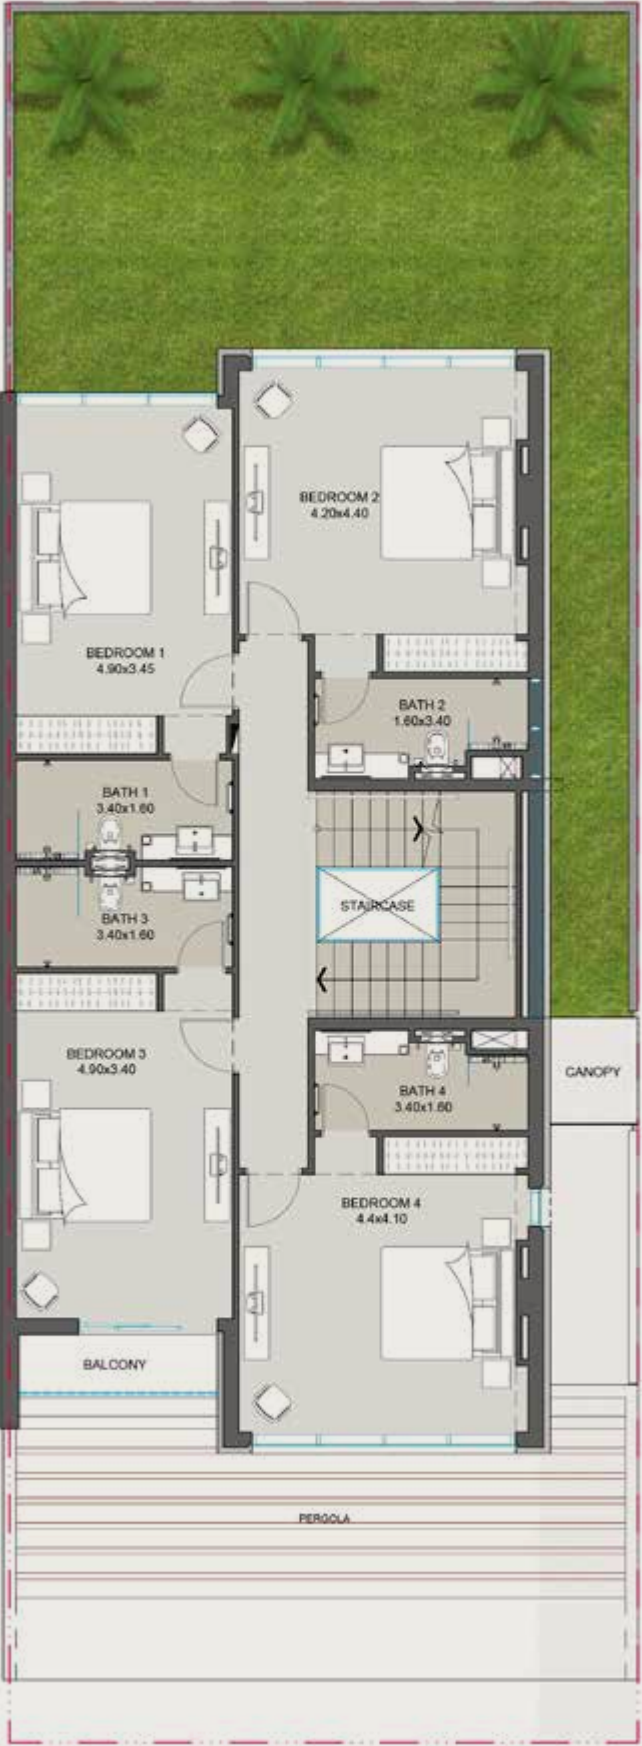 BEDROOM 2
4.20x4.40
BEDROOM 1
4.90x3.45
BATH 2
1.60x3.40
BATH 1
3.40x1.60
STAIRCASE
BATH 3
3.40x1.60
BEDROOM 3
4.90x3.40
CANOPY
BATH 4
3.40x1.60
BEDROOM 4
4.4x4.10
BALCONY
PERGOLA